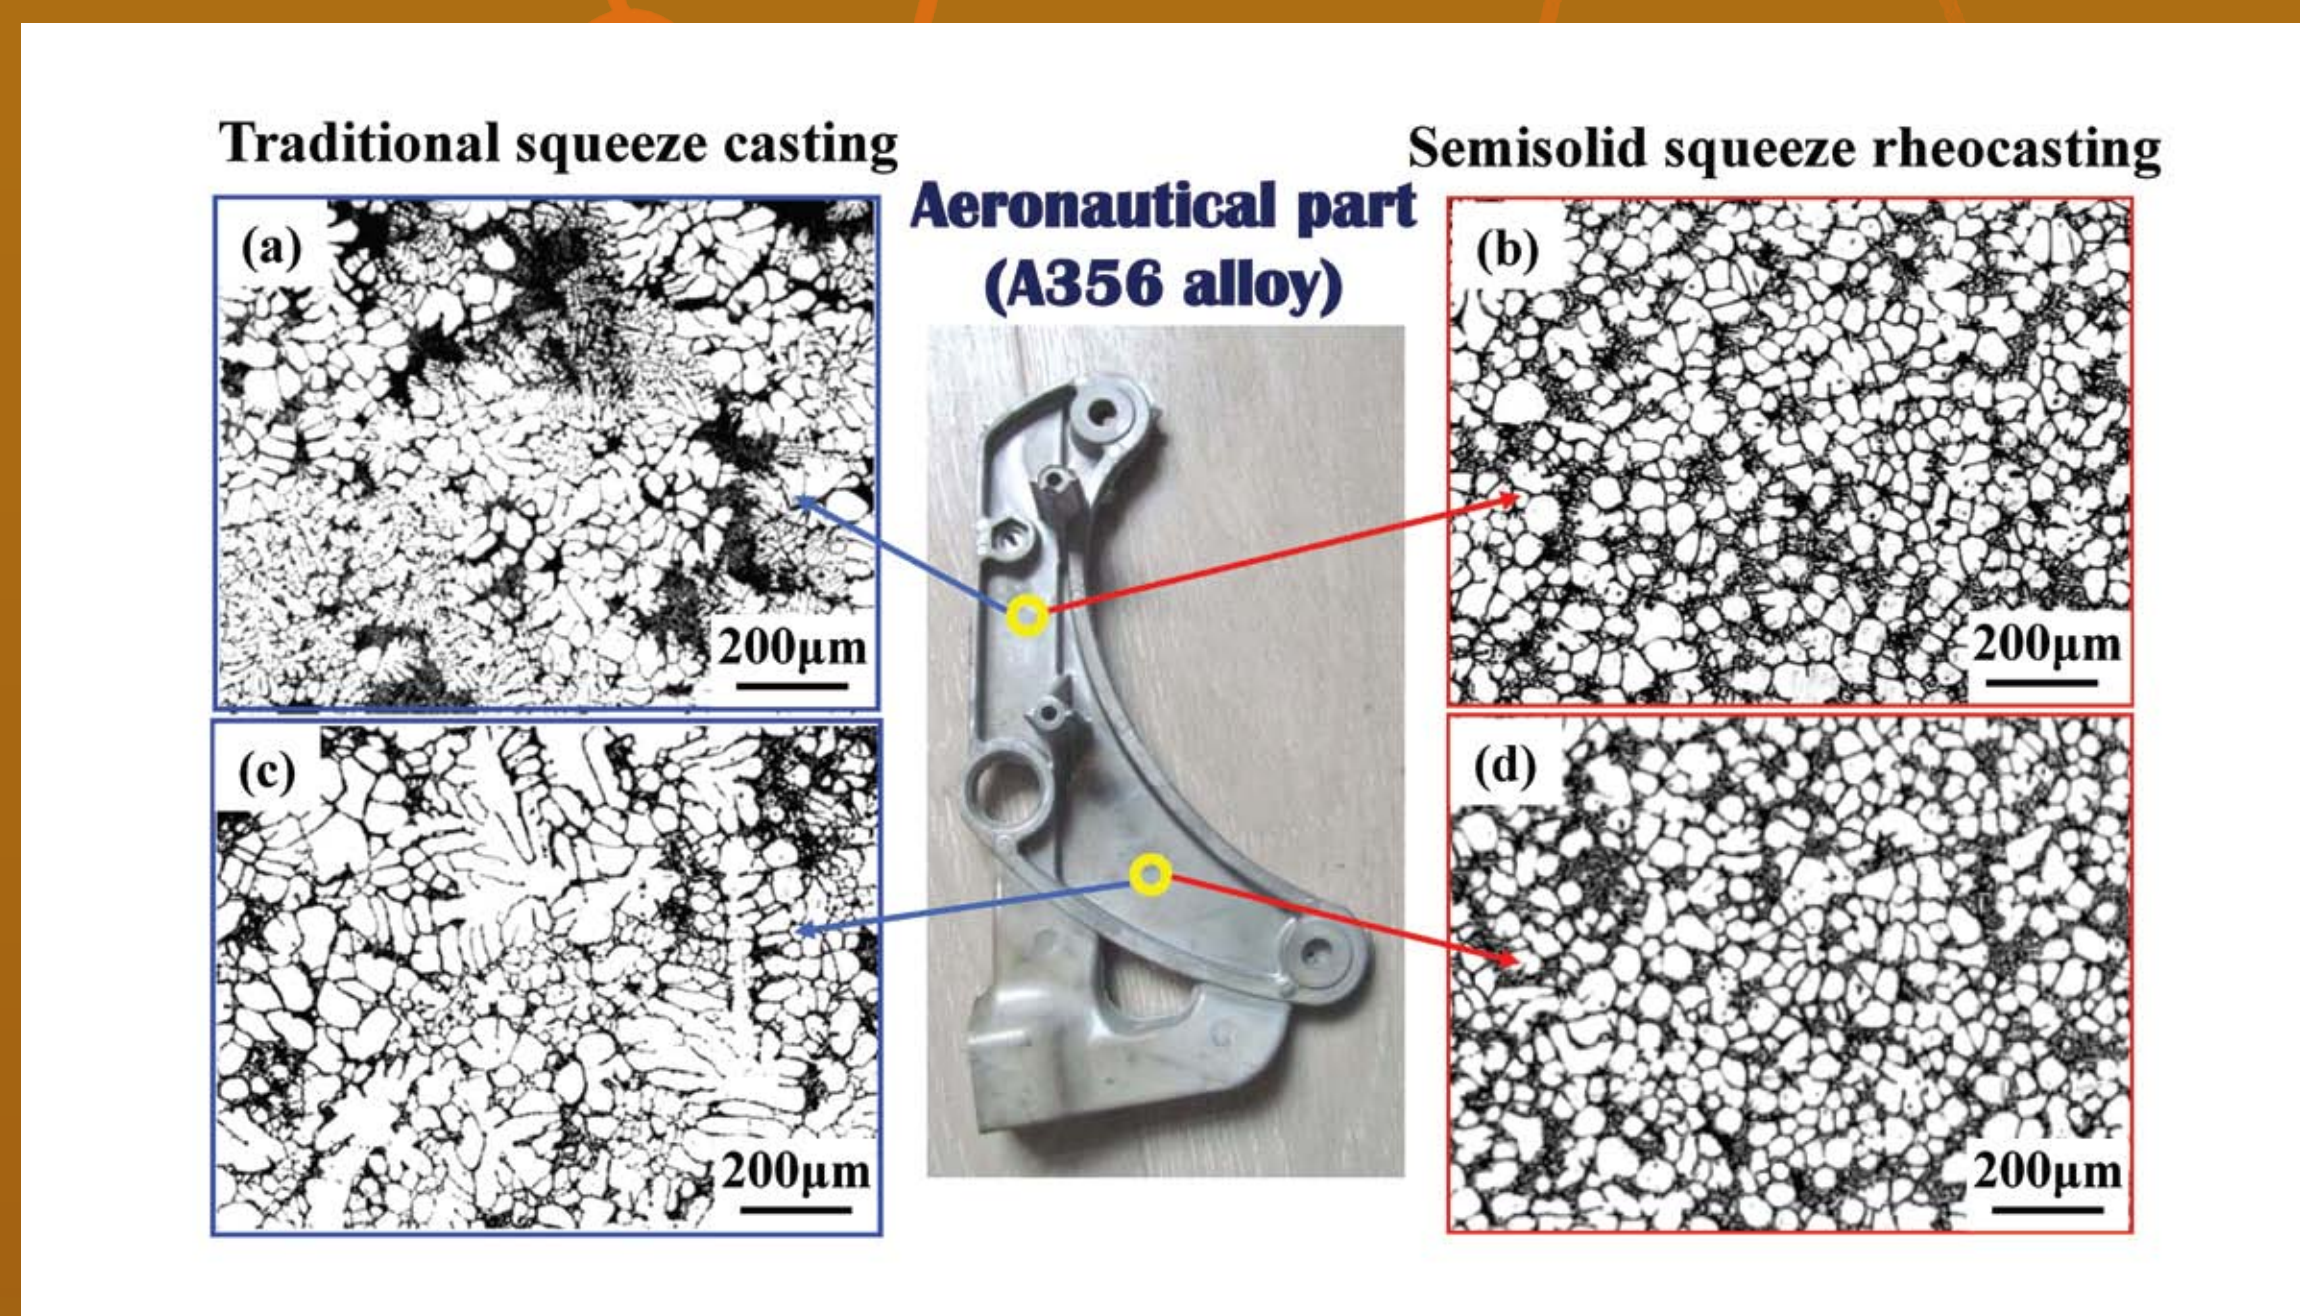 Traditional squeeze casting
Semisolid squeeze rheocasting
Aeronautical part
(A356 alloy)
(a)
200μm
(b)
200μm
(c)
200μm
(d)
200μm